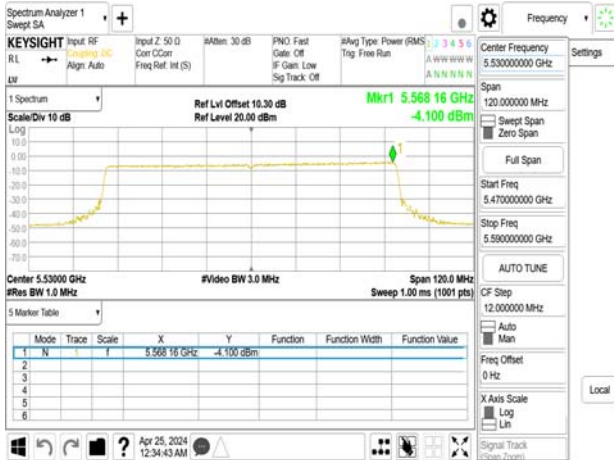 Spectrum Analyzer 1
Swept SA
Frequency
KEYSIGHT
RL
Input: RF
Coupling: DC
Align: Auto
Input Z: 50 Ω
Corr CCorr
Freq Ref: Int (S)
#Atten: 30 dB
PNO: Fast
Gate: Off
IF Gain: Low
Sig Track: Off
#Avg Type: Power (RMS
Trig: Free Run
1 2 3 4 5 6
A W W W W W
A N N N N N
Center Frequency
5.530000000 GHz
Settings
Span
120.000000 MHz
Swept Span
Zero Span
Full Span
Start Freq
5.470000000 GHz
Stop Freq
5.590000000 GHz
AUTO TUNE
CF Step
12.000000 MHz
Auto
Man
Freq Offset
0 Hz
X Axis Scale
Log
Lin
Signal Track
(Span Zoom)
Local
1 Spectrum
Scale/Div 10 dB
Ref Lvl Offset 10.30 dB
Ref Level 20.00 dBm
Mkr1 5.568 16 GHz
-4.100 dBm
Log
10.0
0.00
-10.0
-20.0
-30.0
-40.0
-50.0
-60.0
-70.0
1
Center 5.53000 GHz
#Res BW 1.0 MHz
#Video BW 3.0 MHz
Span 120.0 MHz
Sweep 1.00 ms (1001 pts)
5 Marker Table
Mode Trace Scale X Y Function Function Width Function Value
1 N 1 f 5.568 16 GHz -4.100 dBm
2
3
4
5
6
Apr 25, 2024
12:34:43 AM